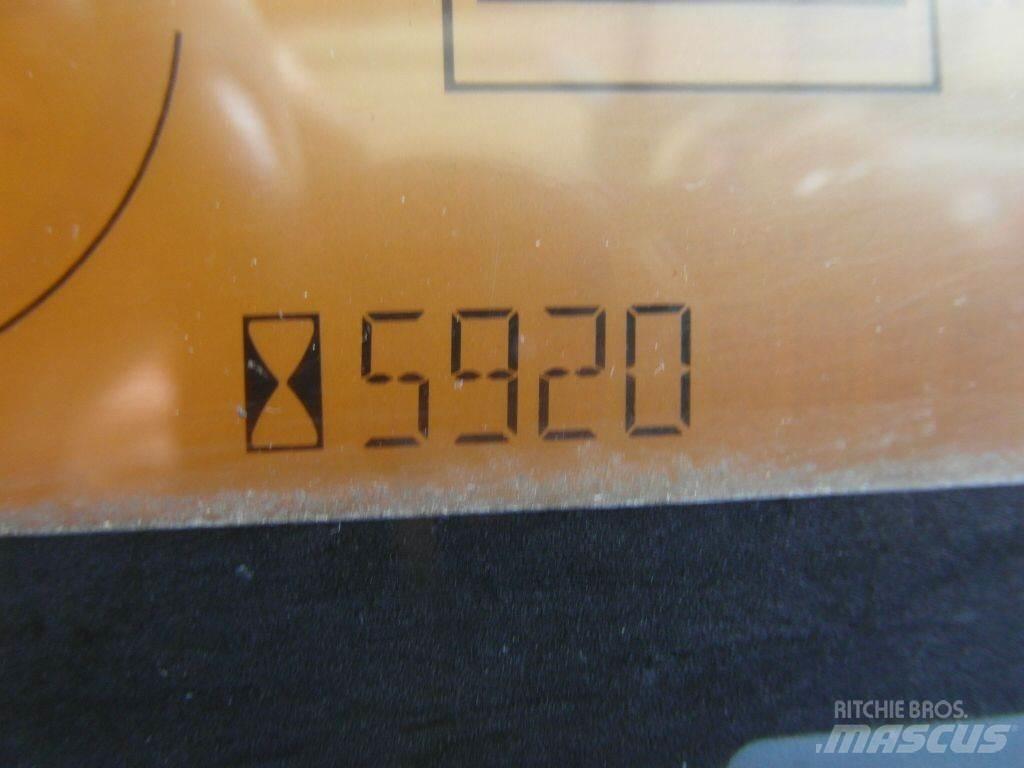 5920
RITCHIE BROS.
.MASCUS